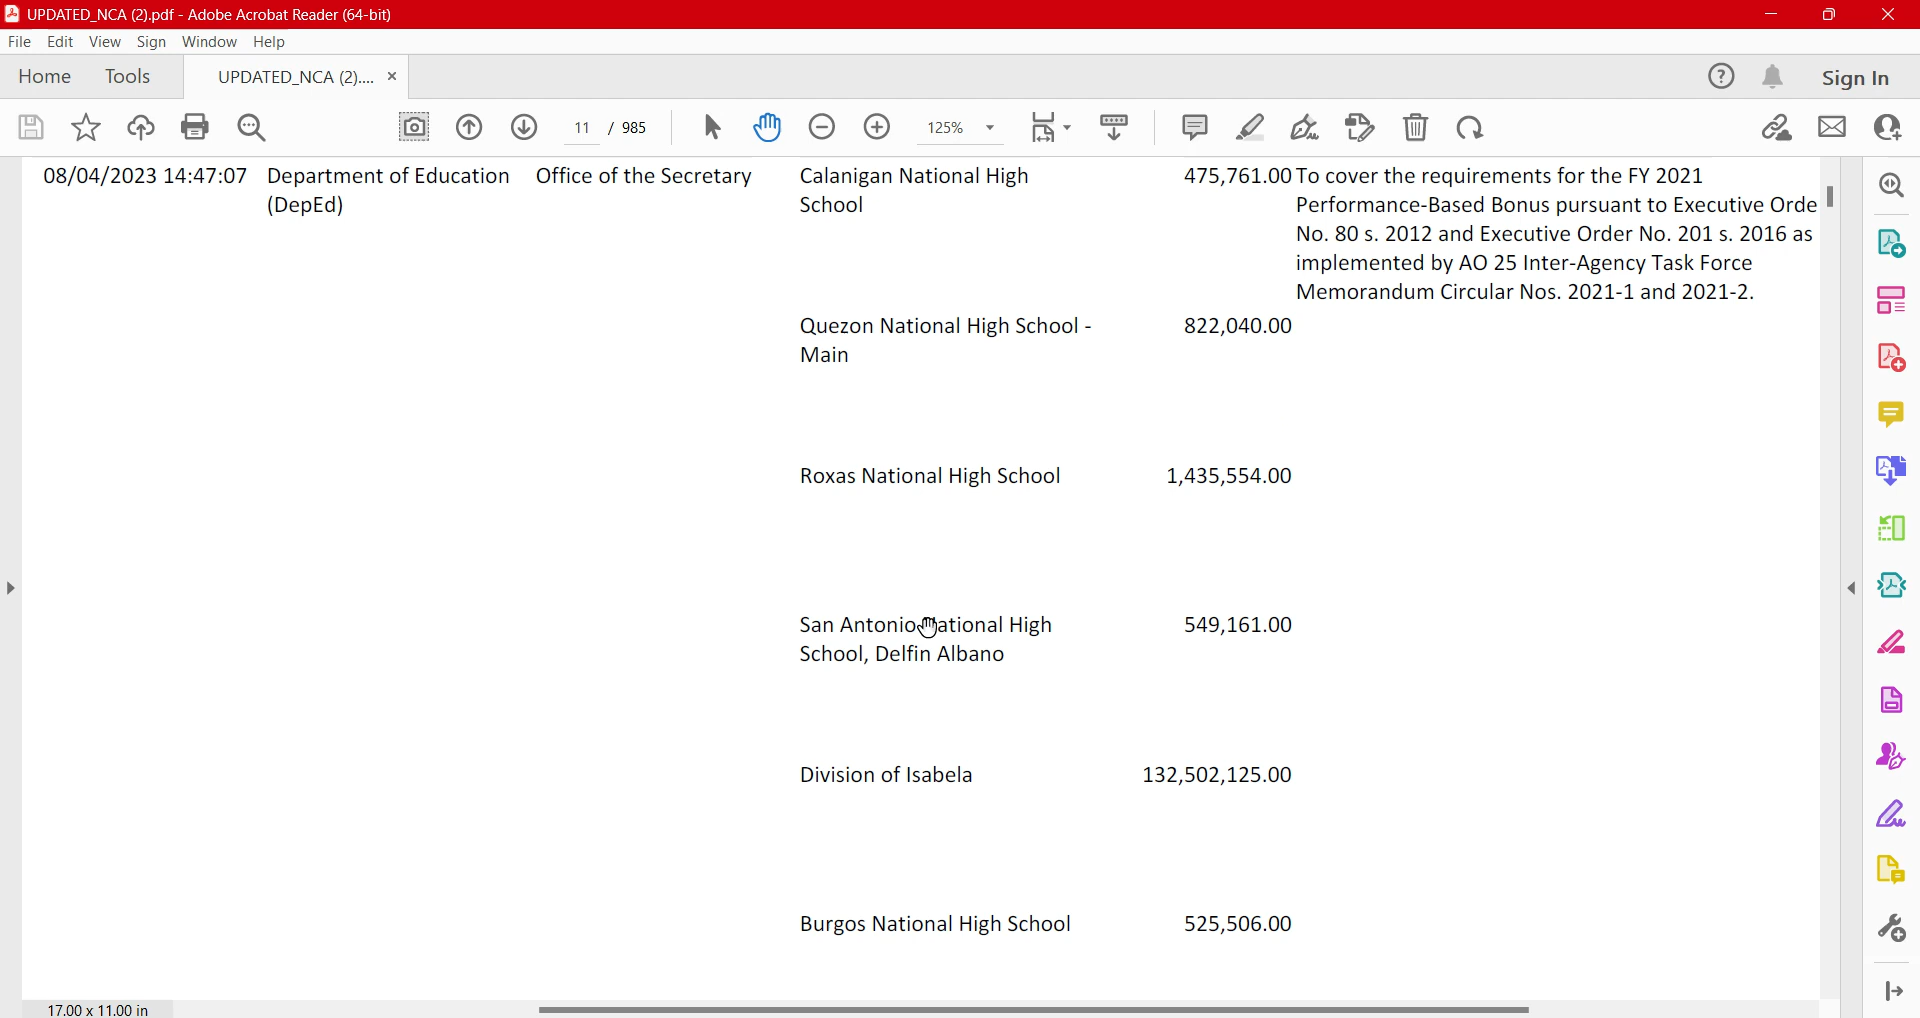 UPDATED_NCA (2).pdf - Adobe Acrobat Reader (64-bit)
File Edit View Sign Window Help
Home Tools UPDATED_NCA (2).... × Sign In
11 / 985 125%
08/04/2023 14:47:07 Department of Education Office of the Secretary Calanigan National High 475,761.00 To cover the requirements for the FY 2021
(DepEd) School Performance-Based Bonus pursuant to Executive Orde
No. 80 s. 2012 and Executive Order No. 201 s. 2016 as
implemented by AO 25 Inter-Agency Task Force
Memorandum Circular Nos. 2021-1 and 2021-2.
Quezon National High School - 822,040.00
Main
Roxas National High School 1,435,554.00
San Antonio National High 549,161.00
School, Delfin Albano
Division of Isabela 132,502,125.00
Burgos National High School 525,506.00
17.00 x 11.00 in